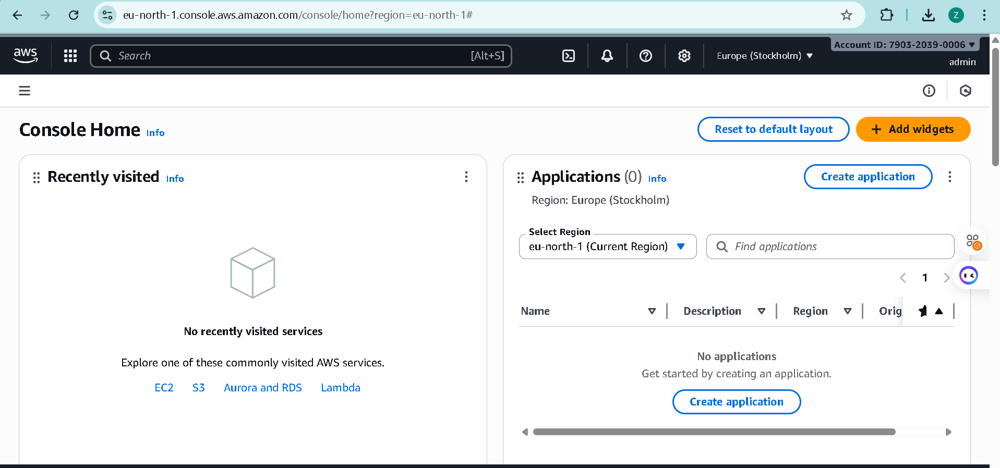 eu-north-1.console.aws.amazon.com/console/home?region=eu-north-1#
Z
aws
Search
[Alt+S]
Europe (Stockholm)
Account ID: 7903-2039-0006
admin
Console Home Info
Reset to default layout
+ Add widgets
Recently visited Info
No recently visited services
Explore one of these commonly visited AWS services.
EC2 S3 Aurora and RDS Lambda
Applications (0) Info
Create application
Region: Europe (Stockholm)
Select Region
eu-north-1 (Current Region)
Find applications
1
Name Description Region Orig
No applications
Get started by creating an application.
Create application